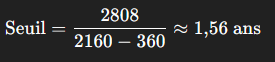 Seuil = 2808 / (2160 − 360) ≈ 1,56 ans